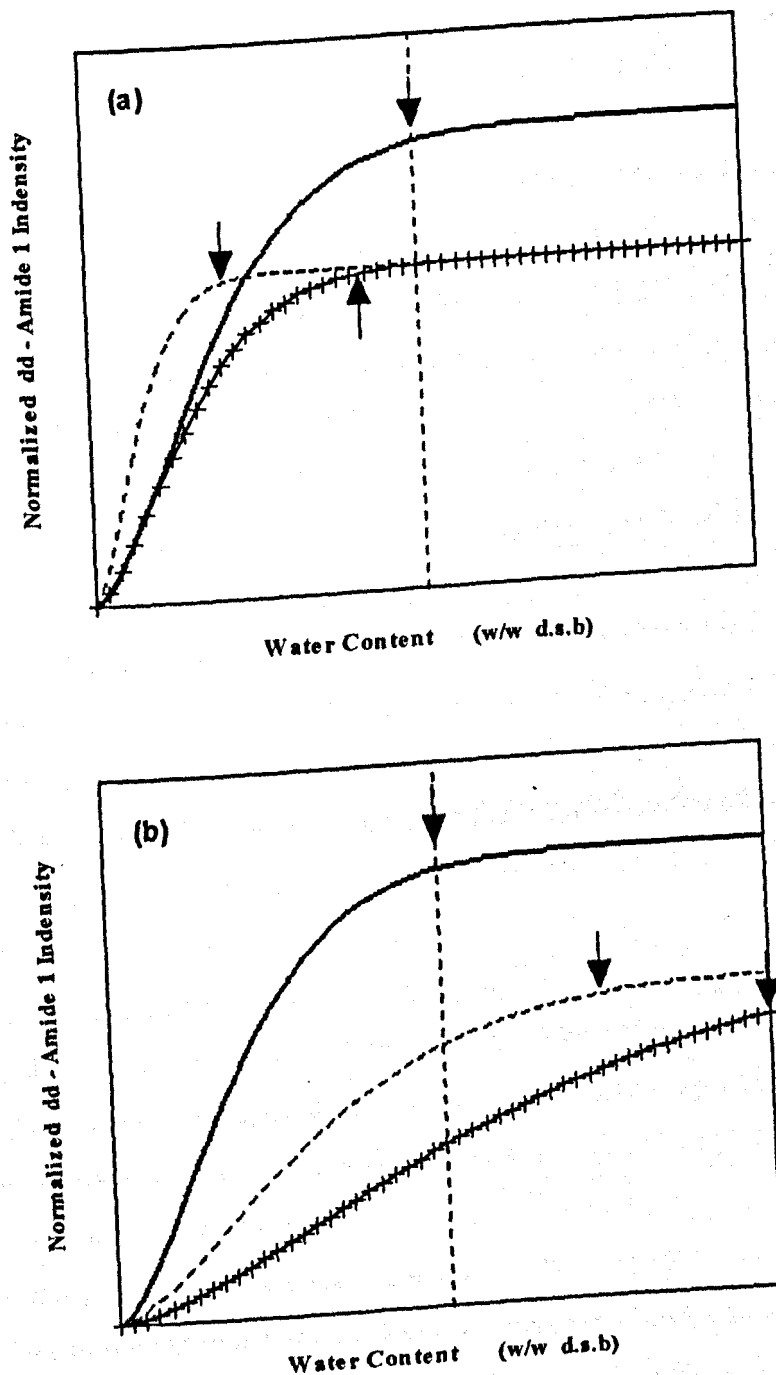 (a)
Normalized dd - Amide 1 Indensity
Water Content (w/w d.s.b)
(b)
Normalized dd - Amide 1 Indensity
Water Content (w/w d.s.b)